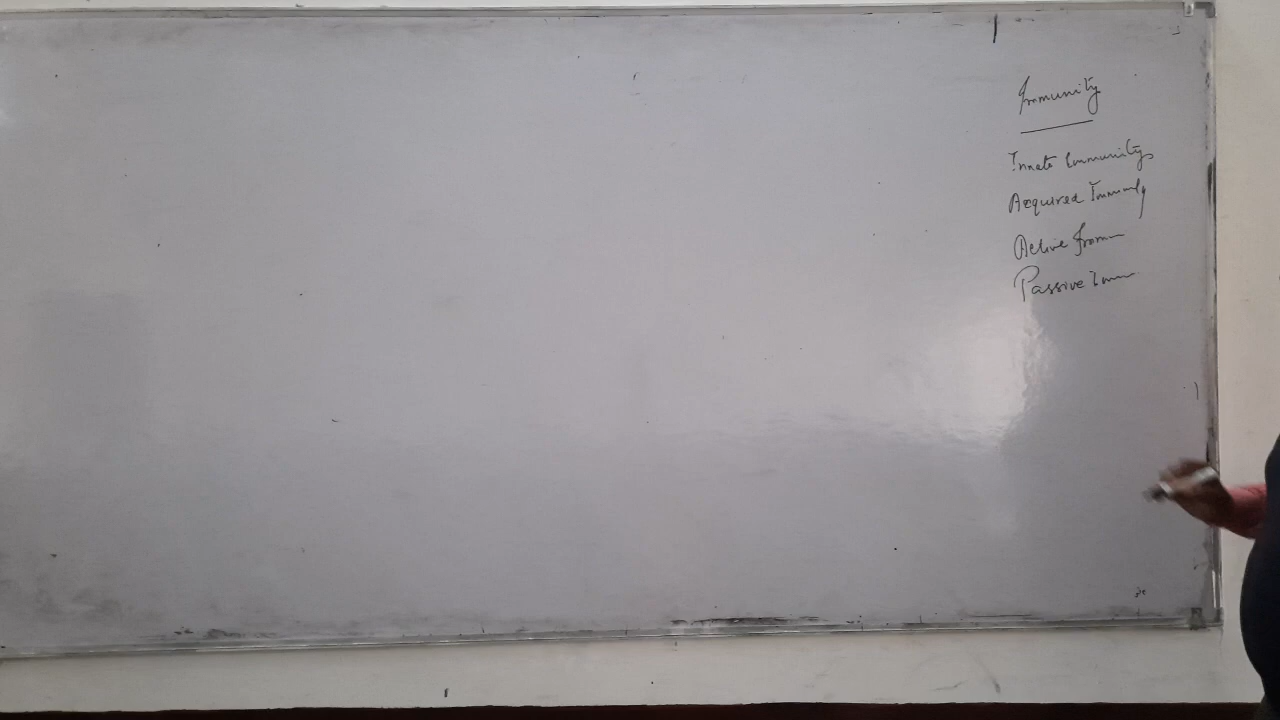 Immunity
Innate Immunity
Acquired Immunity
Active Imm
Passive Imm